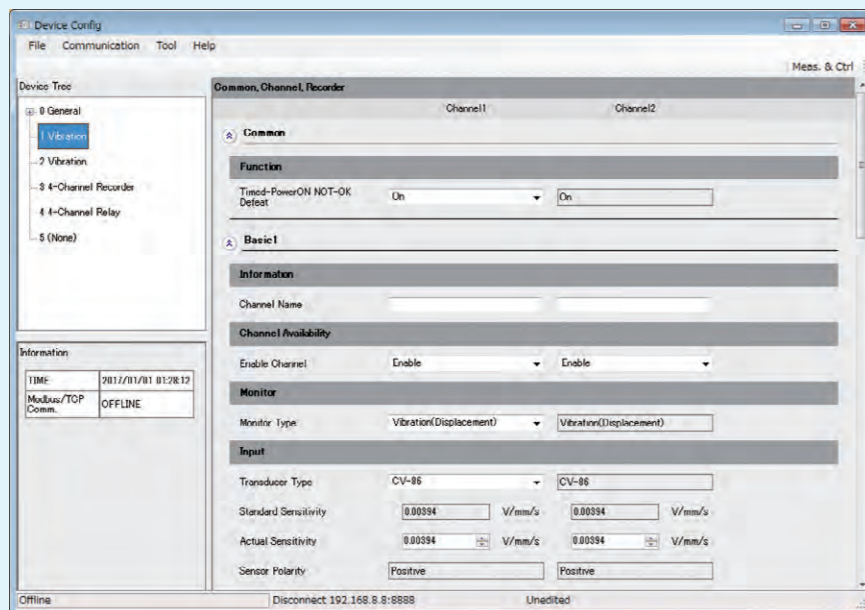 Device Config
File Communication Tool Help
Meas. & Ctrl
Device Tree
0 General
1 Vibration
2 Vibration
3 4-Channel Recorder
4 4-Channel Relay
5 (None)
Information
TIME 2017/01/01 01:28:12
Modbus/TCP Comm. OFFLINE
Common, Channel, Recorder
Channel1 Channel2
Common
Function
Timed-PowerON NOT-OK Defeat On On
Basic1
Information
Channel Name
Channel Availability
Enable Channel Enable Enable
Monitor
Monitor Type Vibration(Displacement) Vibration(Displacement)
Input
Transducer Type CV-86 CV-86
Standard Sensitivity 0.00394 V/mm/s 0.00394 V/mm/s
Actual Sensitivity 0.00394 V/mm/s 0.00394 V/mm/s
Sensor Polarity Positive Positive
Offline Disconnect 192.168.8.8:8888 Unedited